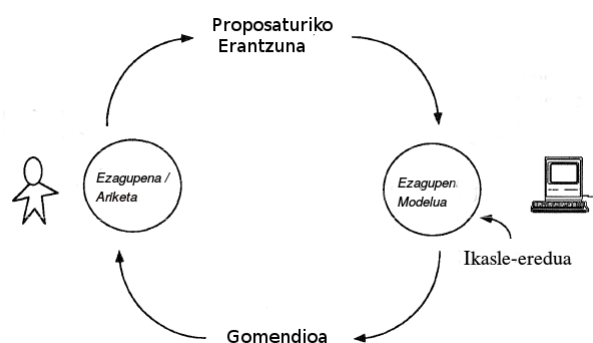 Proposaturiko
Erantzuna
Ezagupena /
Ariketa
Ezagupen
Modelua
Ikasle-eredua
Gomendioa